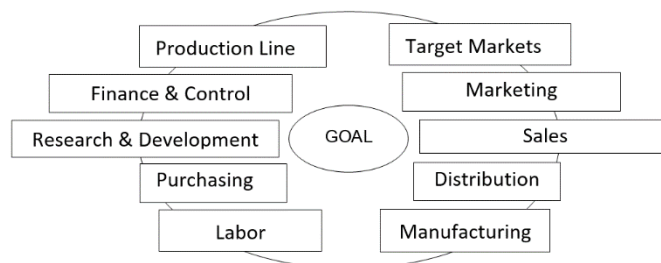 Production Line
Target Markets
Finance & Control
Marketing
Research & Development
GOAL
Sales
Purchasing
Distribution
Labor
Manufacturing